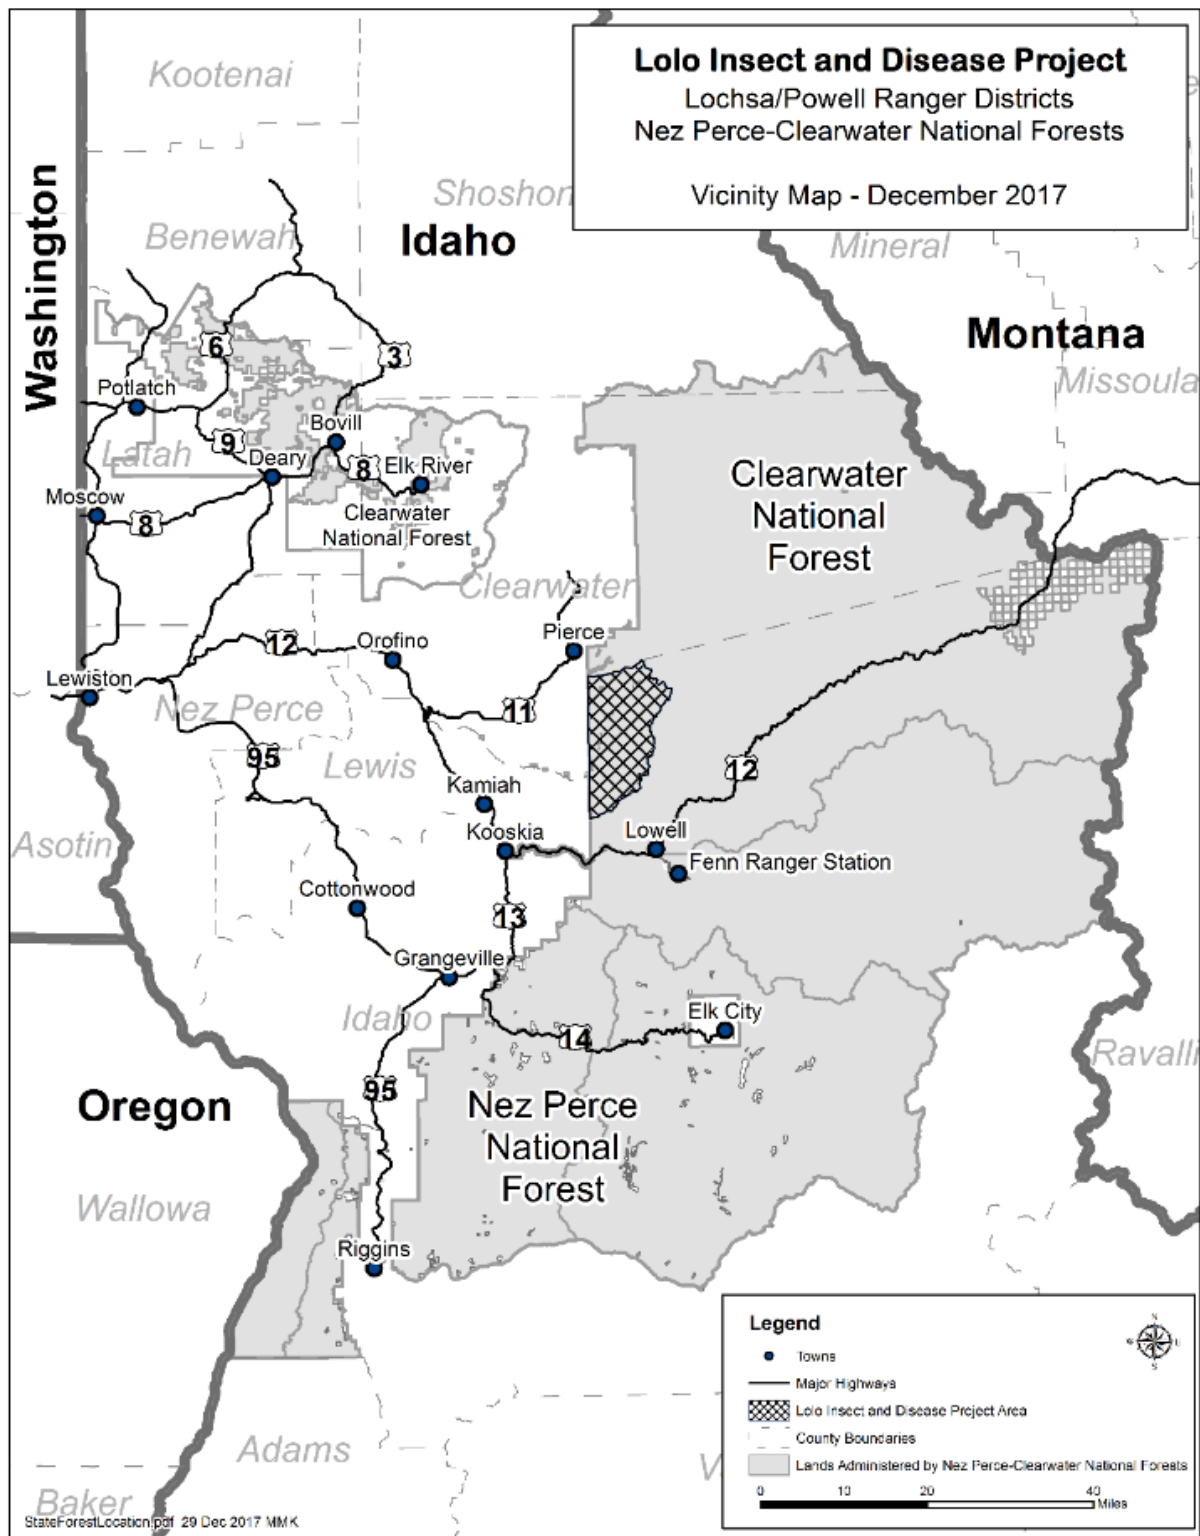 Lolo Insect and Disease Project
Lochsa/Powell Ranger Districts
Nez Perce-Clearwater National Forests
Vicinity Map - December 2017
Kootenai
Shoshon
Benewah
Idaho
Washington
Mineral
Montana
Missoula
6
3
Potlatch
Bovill
9
Latah
Deary
8
Elk River
Moscow
8
Clearwater
National Forest
Clearwater
National
Forest
Clearwater
12
Orofino
Pierce
Lewiston
Nez Perce
11
95
Lewis
12
Kamiah
Asotin
Kooskia
Lowell
Fenn Ranger Station
Cottonwood
13
Grangeville
Idaho
Elk City
14
Ravalli
95
Oregon
Nez Perce
National
Forest
Wallowa
Riggins
Legend
Towns
Major Highways
Lolo Insect and Disease Project Area
County Boundaries
Lands Administered by Nez Perce-Clearwater National Forests
0 10 20 40
Miles
Adams
V
Baker
StateForestLocation.pdf 29 Dec 2017 MMK